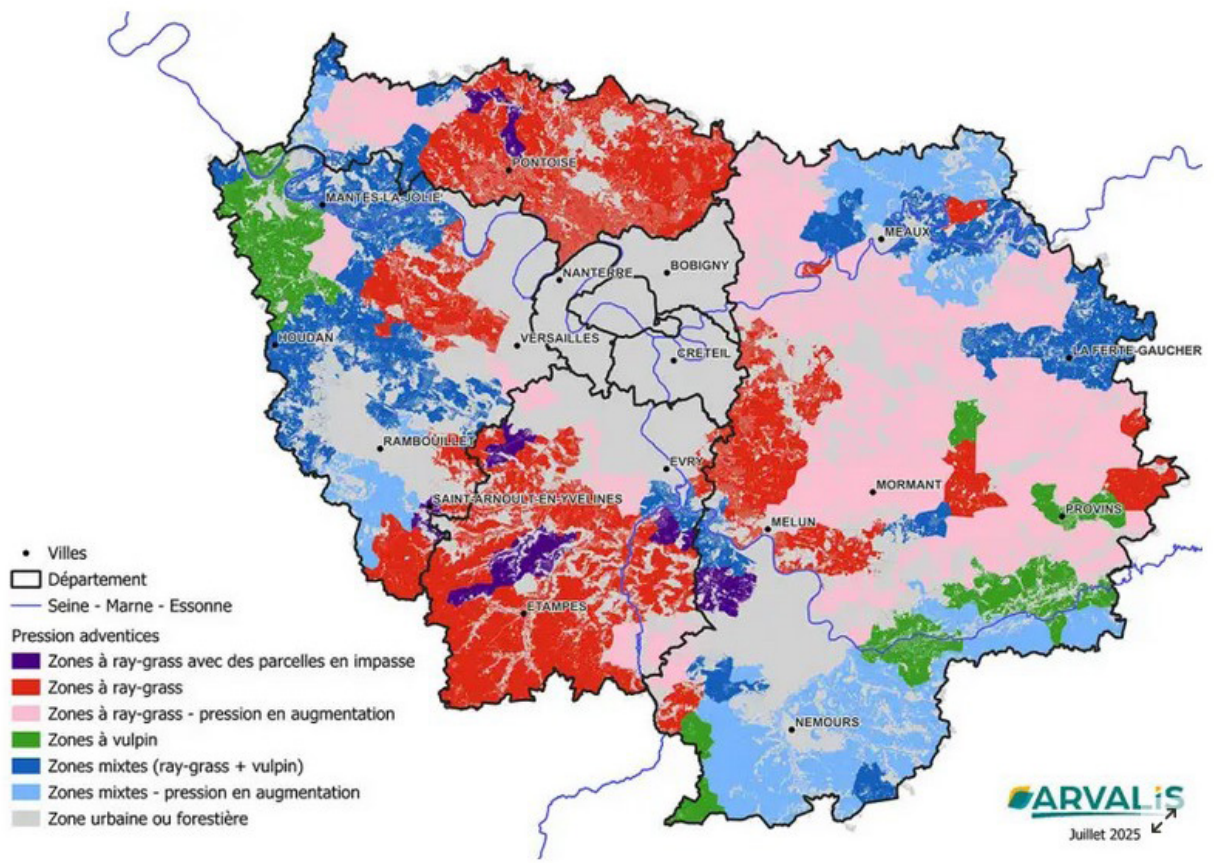 PONTOISE
MANTES-LA-JOLIE
MEAUX
BOBIGNY
NANTERRE
HOUDAN
VERSAILLES
CRETEIL
LA FERTE-GAUCHER
RAMBOUILLET
EVRY
SAINT-ARNOULT-EN-YVELINES
MORMANT
PROVINS
MELUN
ETAMPES
NEMOURS
Villes
Département
Seine - Marne - Essonne
Pression adventices
Zones à ray-grass avec des parcelles en impasse
Zones à ray-grass
Zones à ray-grass - pression en augmentation
Zones à vulpin
Zones mixtes (ray-grass + vulpin)
Zones mixtes - pression en augmentation
Zone urbaine ou forestière
ARVALiS
Juillet 2025